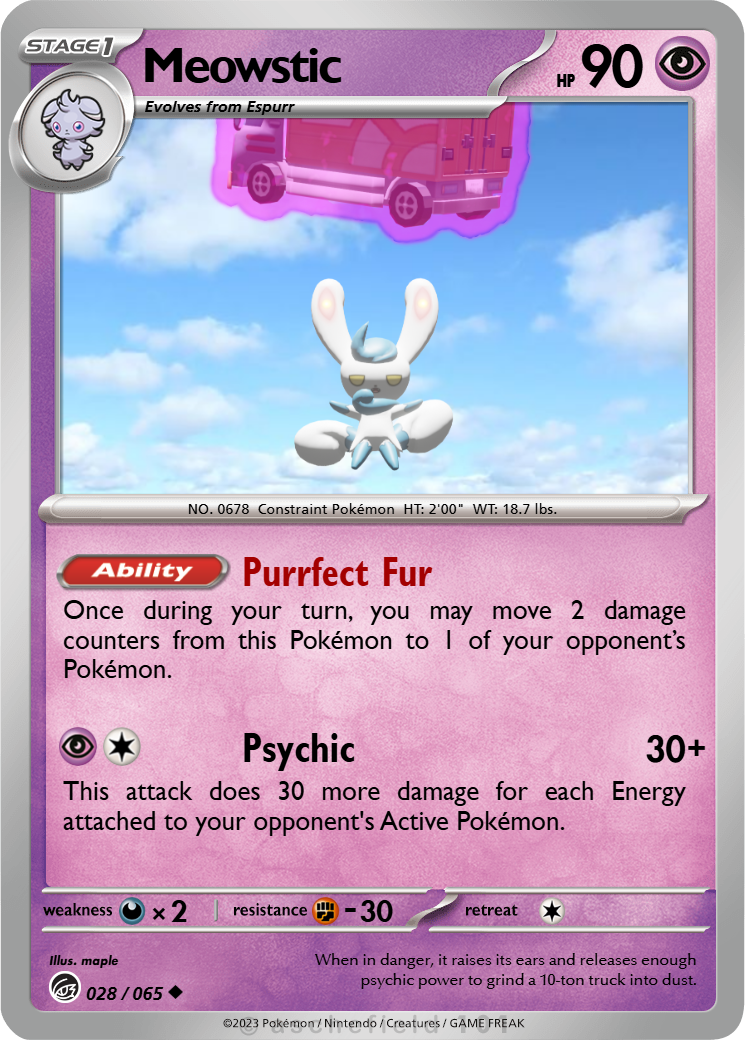 STAGE1
Meowstic
HP 90
Evolves from Espurr
NO. 0678 Constraint Pokémon HT: 2'00" WT: 18.7 lbs.
Ability Purrfect Fur
Once during your turn, you may move 2 damage
counters from this Pokémon to 1 of your opponent’s
Pokémon.
Psychic 30+
This attack does 30 more damage for each Energy
attached to your opponent's Active Pokémon.
weakness × 2 resistance -30 retreat
Illus. maple
When in danger, it raises its ears and releases enough
psychic power to grind a 10-ton truck into dust.
028 / 065
©2023 Pokémon / Nintendo / Creatures / GAME FREAK